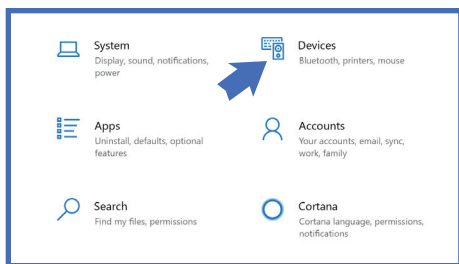 System
Display, sound, notifications,
power
Devices
Bluetooth, printers, mouse
Apps
Uninstall, defaults, optional
features
Accounts
Your accounts, email, sync,
work, family
Search
Find my files, permissions
Cortana
Cortana language, permissions,
notifications